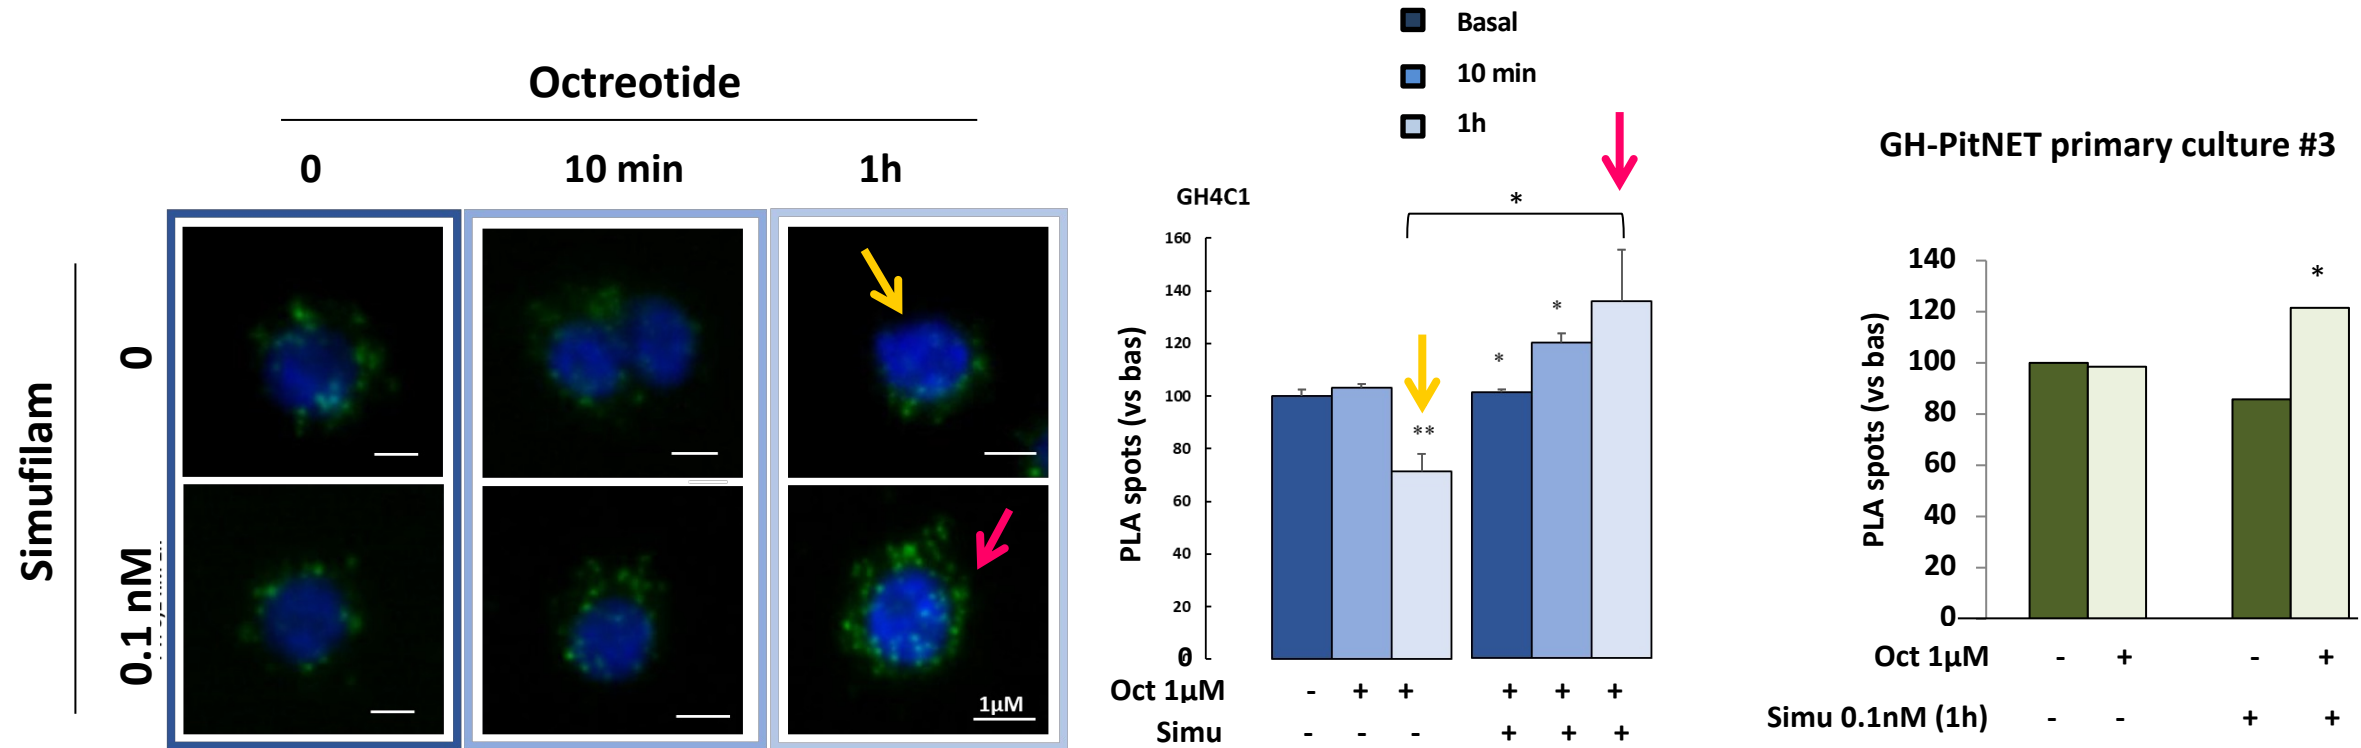 Octreotide
0
10 min
1h
Simufilam
0
0.1 nM
1µM
Basal
10 min
1h
GH4C1
*
PLA spots (vs bas)
160
140
120
100
80
60
40
20
0
**
*
*
Oct 1µM - + + + + +
Simu - - - + + +
GH-PitNET primary culture #3
PLA spots (vs bas)
140
120
100
80
60
40
20
0
*
Oct 1µM - + - +
Simu 0.1nM (1h) - - + +